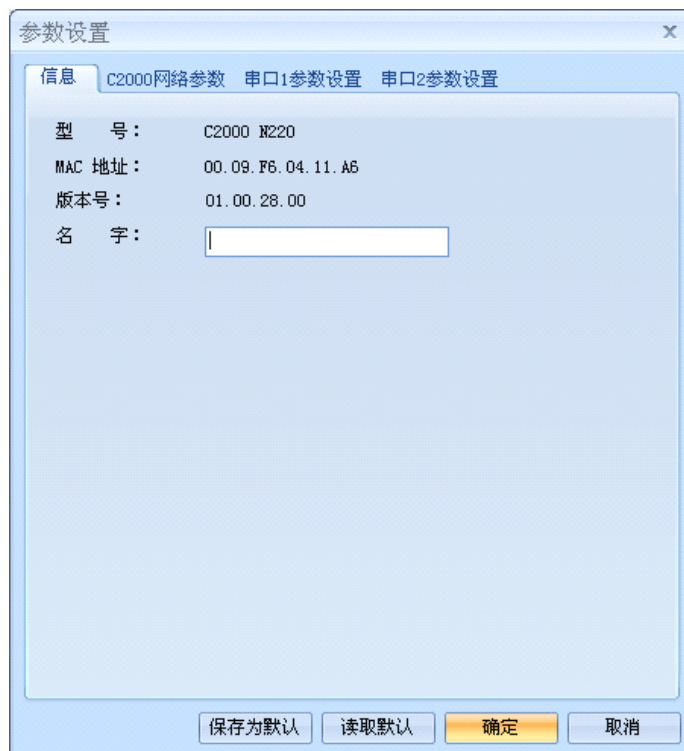 参数设置
信息 C2000网络参数 串口1参数设置 串口2参数设置
型 号： C2000 N220
MAC 地址： 00.09.F6.04.11.A6
版本号： 01.00.28.00
名 字：
保存为默认 读取默认 确定 取消